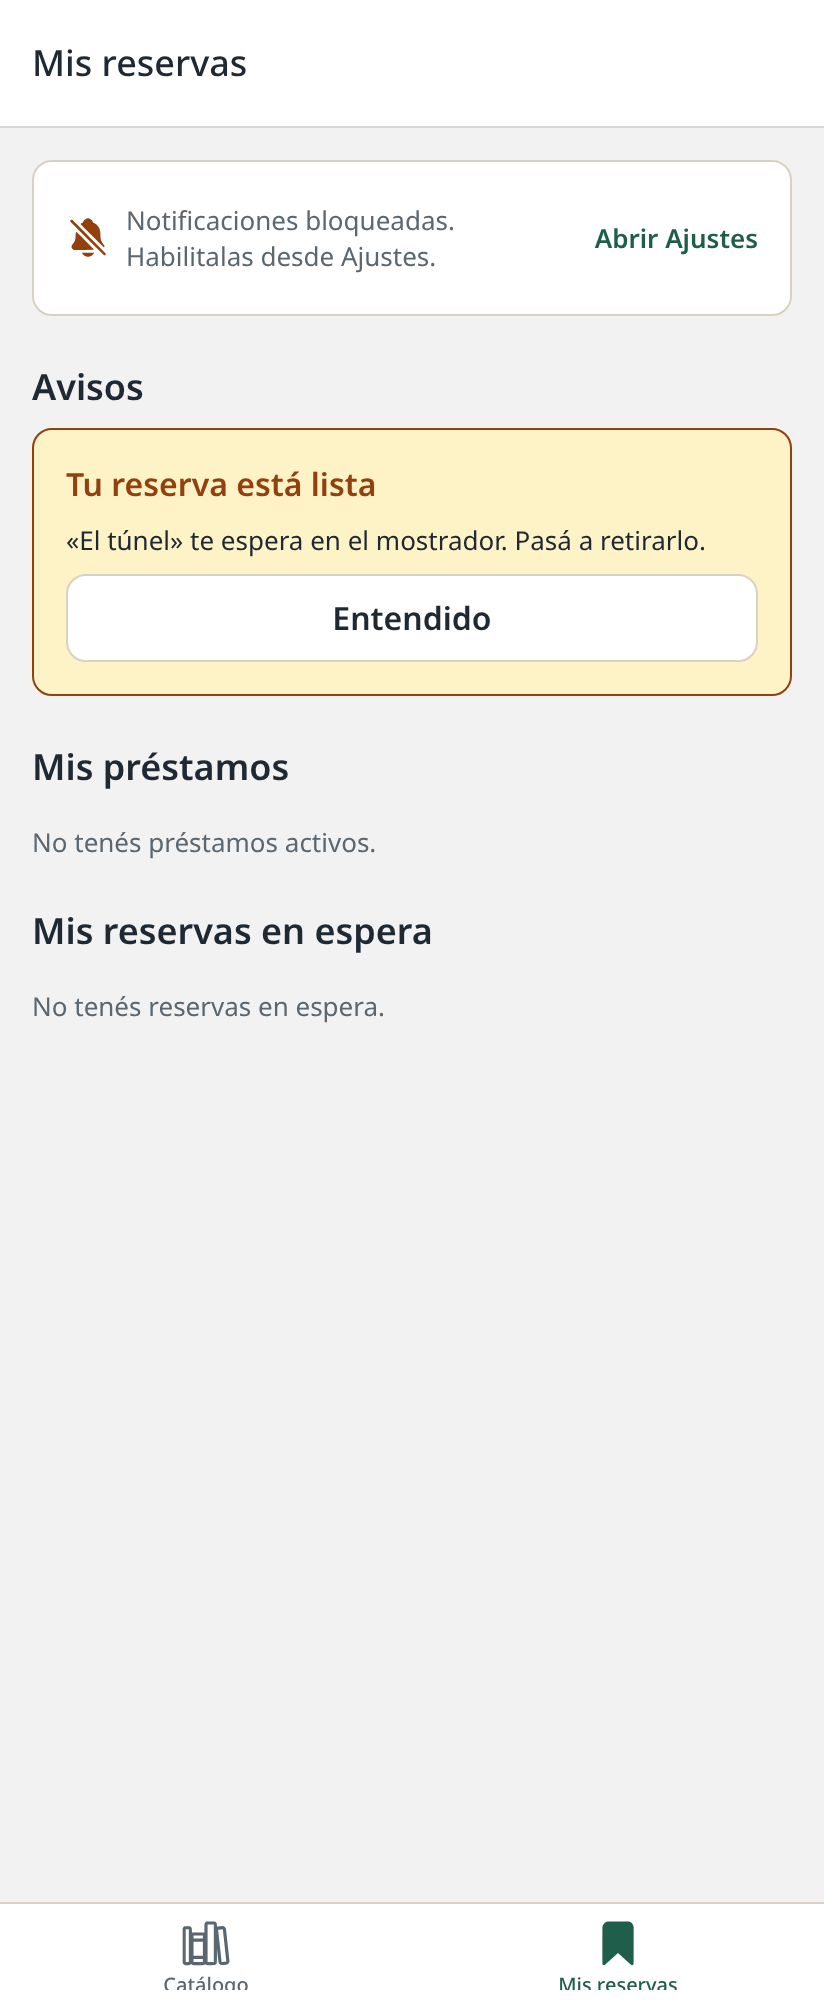 Mis reservas
Notificaciones bloqueadas.
Habilitalas desde Ajustes.
Abrir Ajustes
Avisos
Tu reserva está lista
«El túnel» te espera en el mostrador. Pasá a retirarlo.
Entendido
Mis préstamos
No tenés préstamos activos.
Mis reservas en espera
No tenés reservas en espera.
Catálogo
Mis reservas